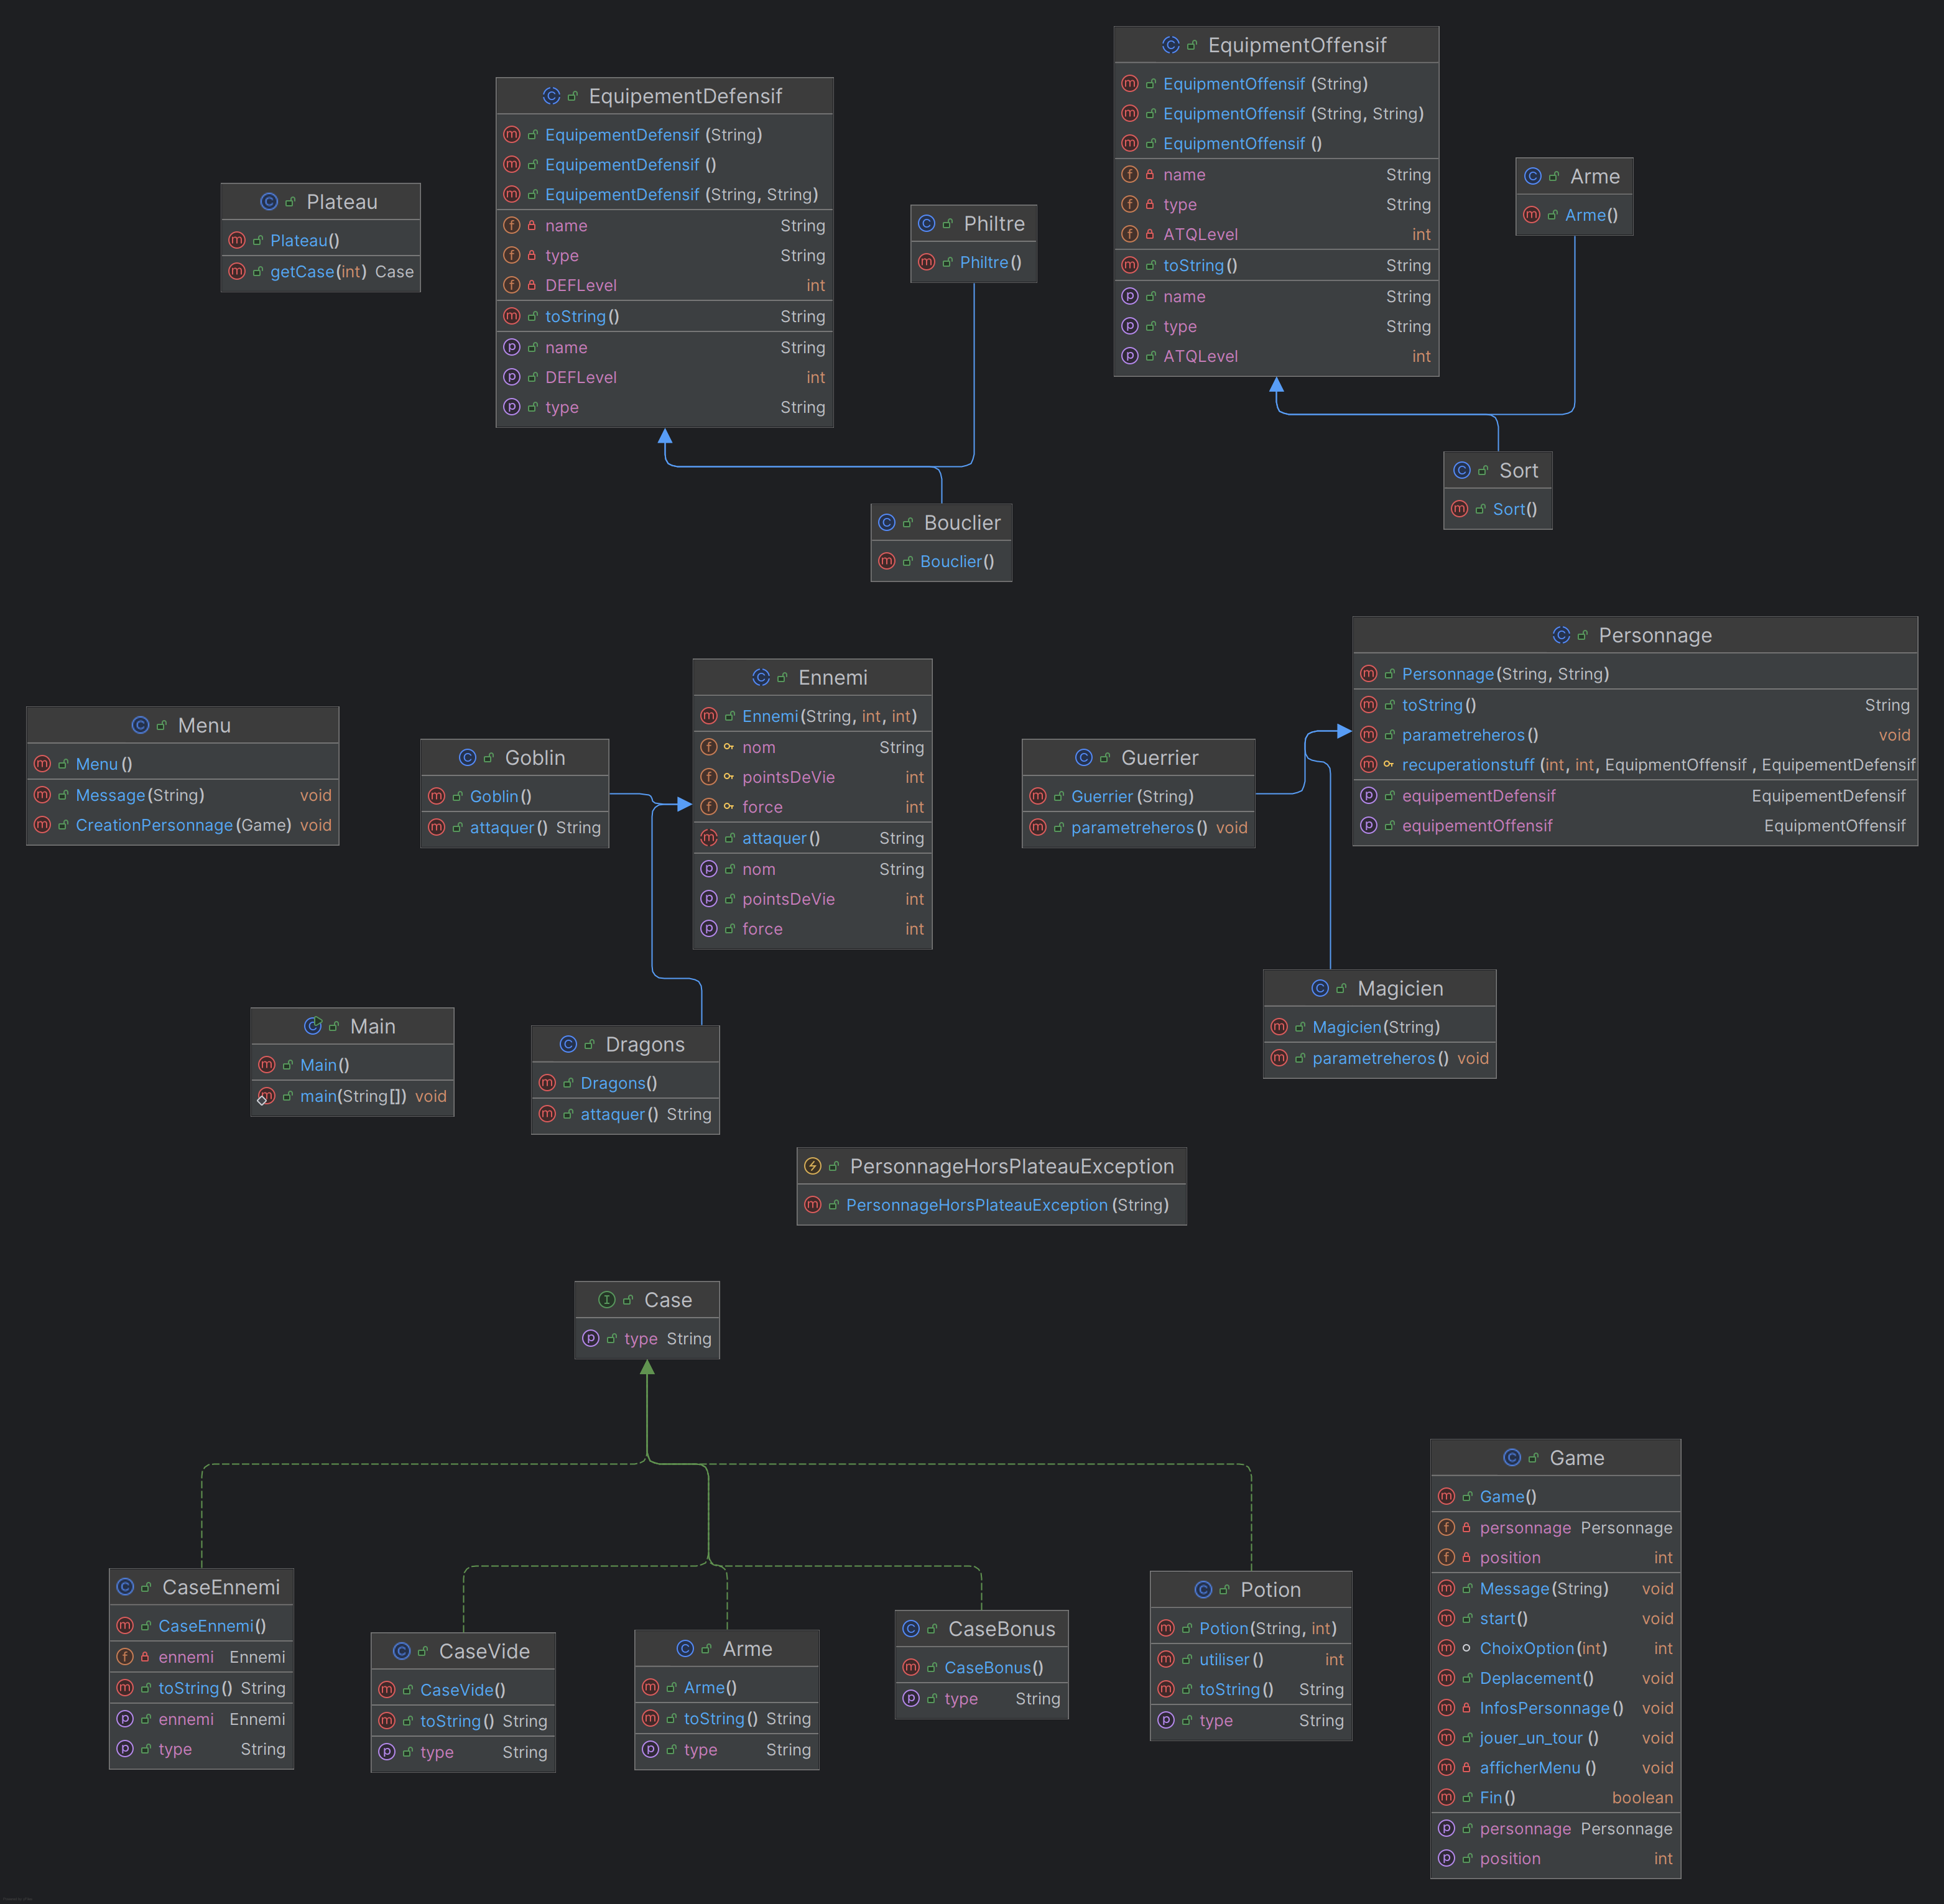 EquipmentOffensif
EquipmentOffensif (String)
EquipmentOffensif (String, String)
EquipmentOffensif ()
name String
type String
ATQLevel int
toString() String
name String
type String
ATQLevel int
EquipementDefensif
EquipementDefensif (String)
EquipementDefensif ()
EquipementDefensif (String, String)
name String
type String
DEFLevel int
toString() String
name String
DEFLevel int
type String
Arme
Arme()
Plateau
Plateau()
getCase(int) Case
Philtre
Philtre()
Sort
Sort()
Bouclier
Bouclier()
Personnage
Personnage(String, String)
toString() String
parametreheros() void
recuperationstuff (int, int, EquipmentOffensif , EquipementDefensif
equipementDefensif EquipementDefensif
equipementOffensif EquipmentOffensif
Ennemi
Ennemi(String, int, int)
nom String
pointsDeVie int
force int
attaquer() String
nom String
pointsDeVie int
force int
Menu
Menu()
Message(String) void
CreationPersonnage(Game) void
Goblin
Goblin()
attaquer() String
Guerrier
Guerrier(String)
parametreheros() void
Magicien
Magicien(String)
parametreheros() void
Main
Main()
main(String[]) void
Dragons
Dragons()
attaquer() String
PersonnageHorsPlateauException
PersonnageHorsPlateauException (String)
Case
type String
Game
Game()
personnage Personnage
position int
Message(String) void
start() void
ChoixOption(int) int
Deplacement() void
InfosPersonnage() void
jouer_un_tour () void
afficherMenu () void
Fin() boolean
personnage Personnage
position int
CaseEnnemi
CaseEnnemi()
ennemi Ennemi
toString() String
ennemi Ennemi
type String
CaseVide
CaseVide()
toString() String
type String
Arme
Arme()
toString() String
type String
CaseBonus
CaseBonus()
type String
Potion
Potion(String, int)
utiliser() int
toString() String
type String